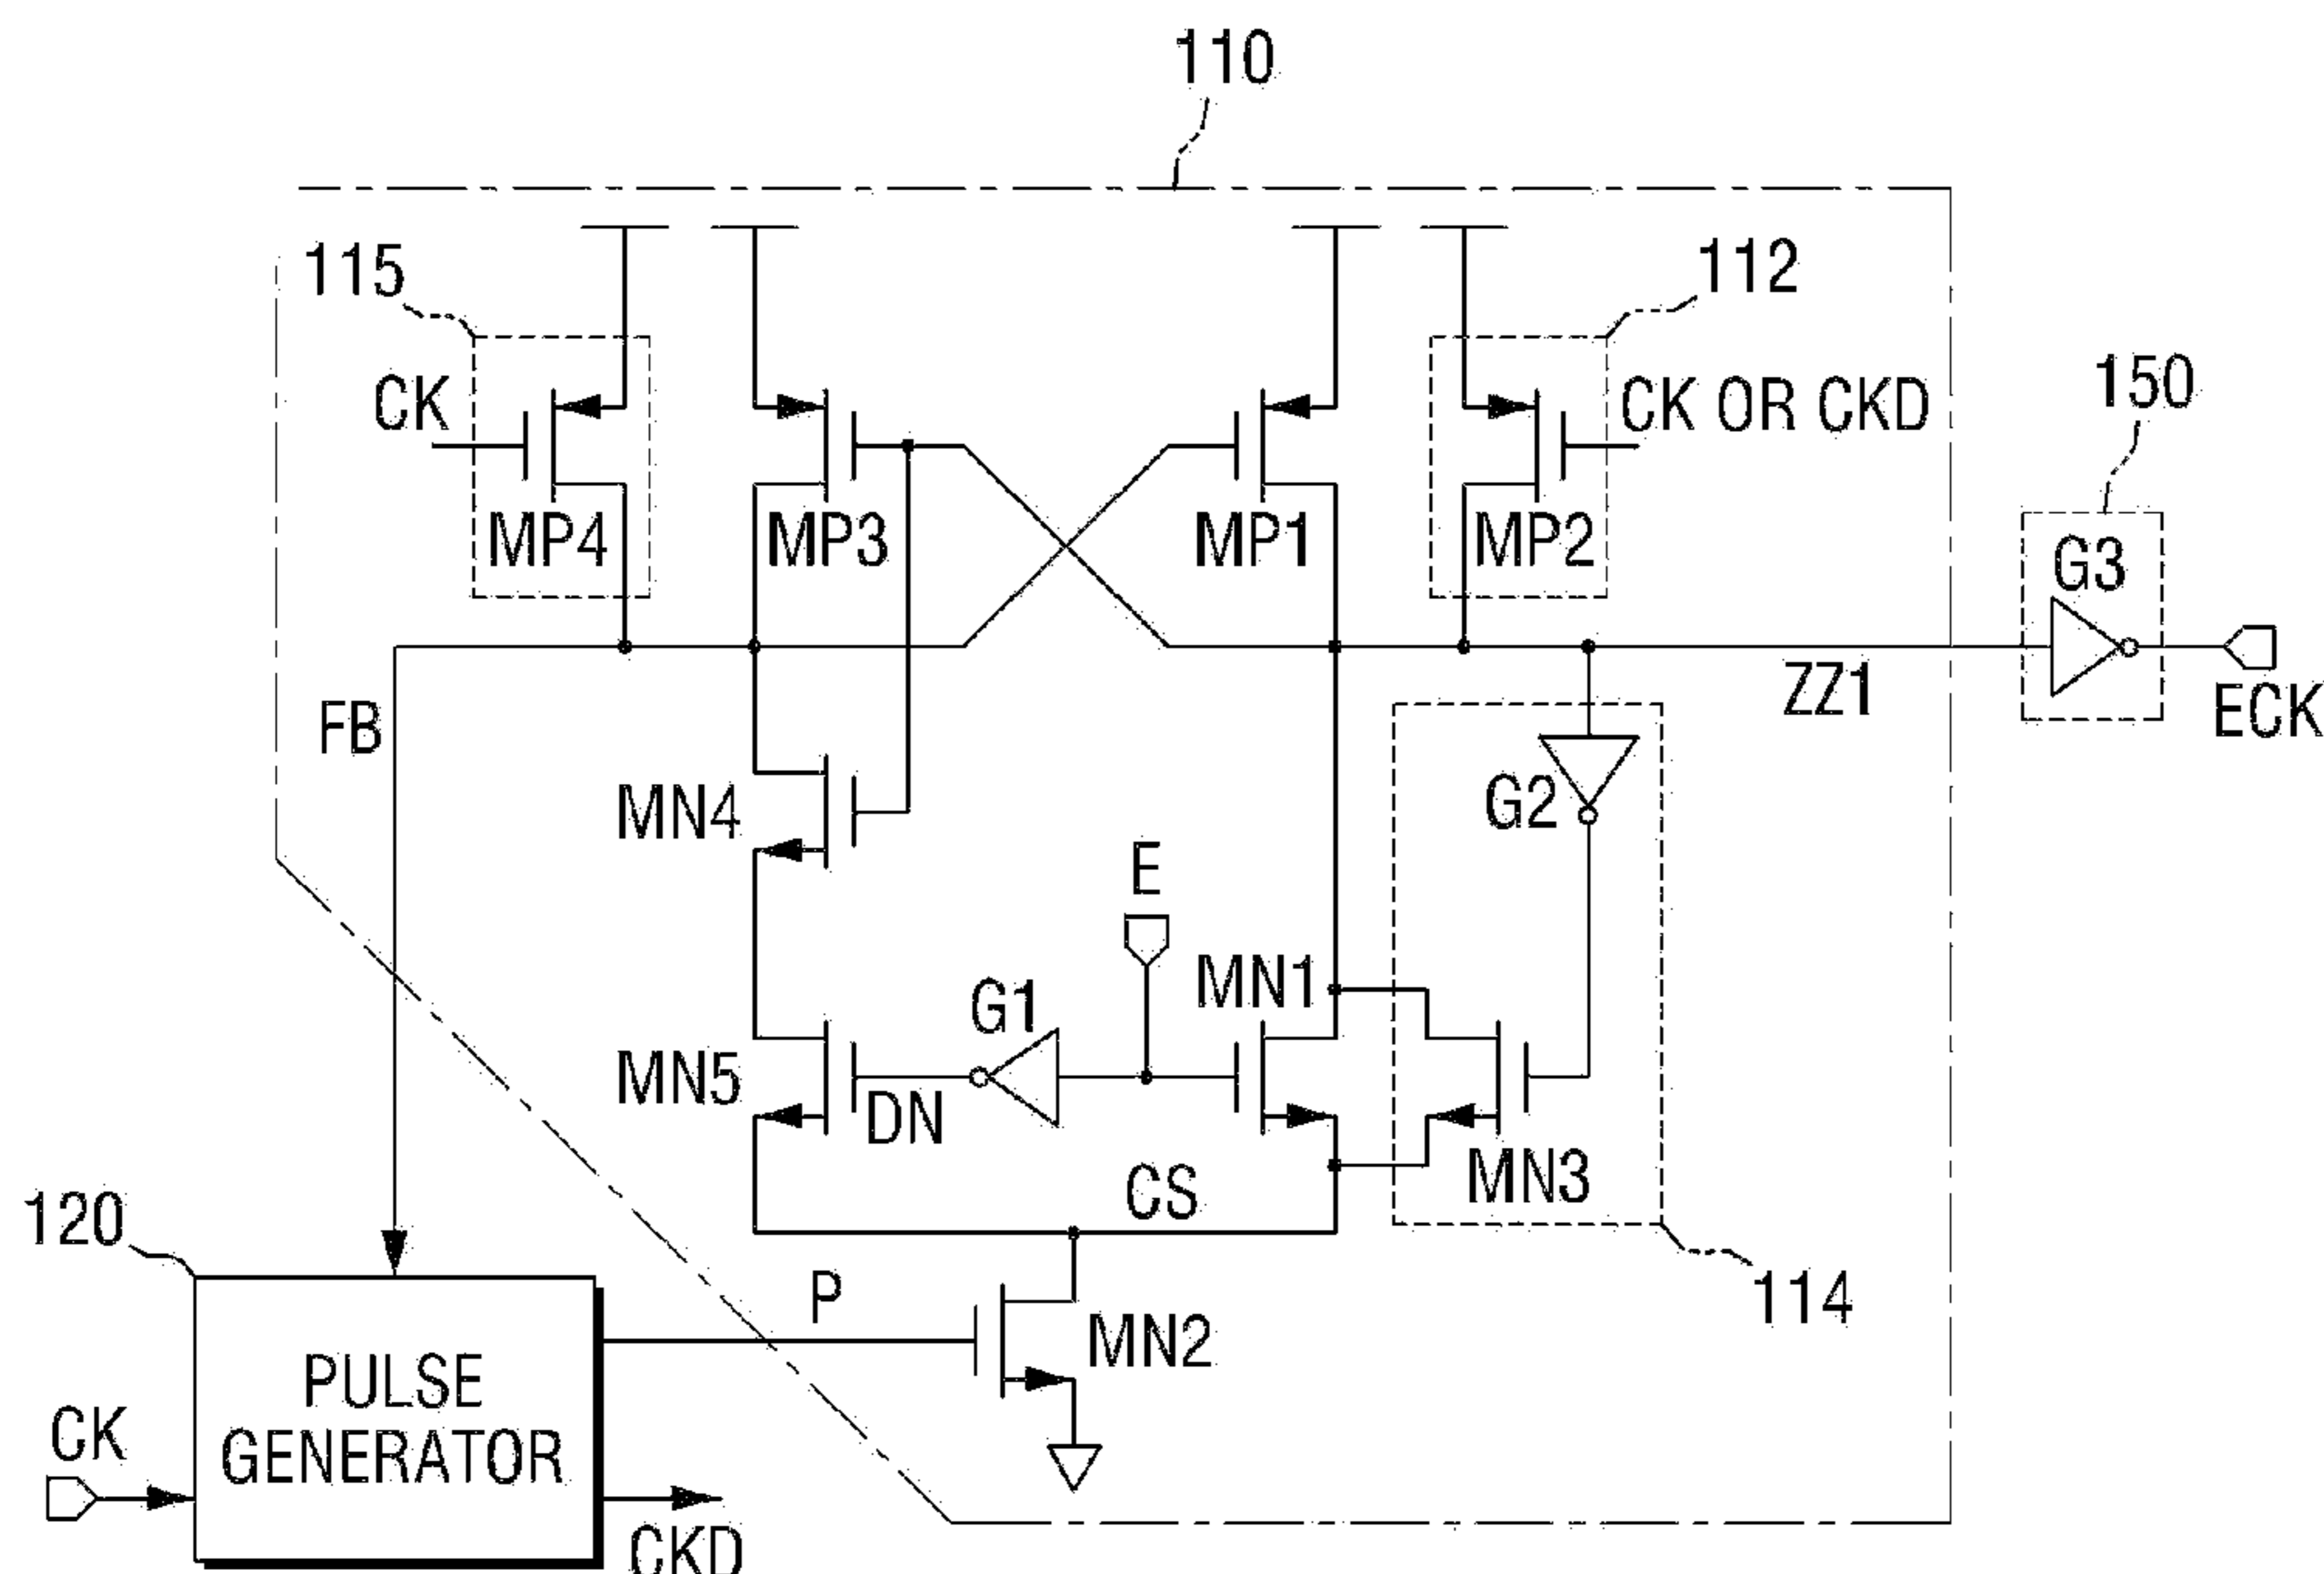 110
115
112
CK
CK OR CKD
150
MP4
MP3
MP1
MP2
G3
FB
ZZ1
ECK
MN4
G2
E
MN1
G1
MN5
DN
CS
MN3
120
P
114
MN2
PULSE
GENERATOR
CK
CKD